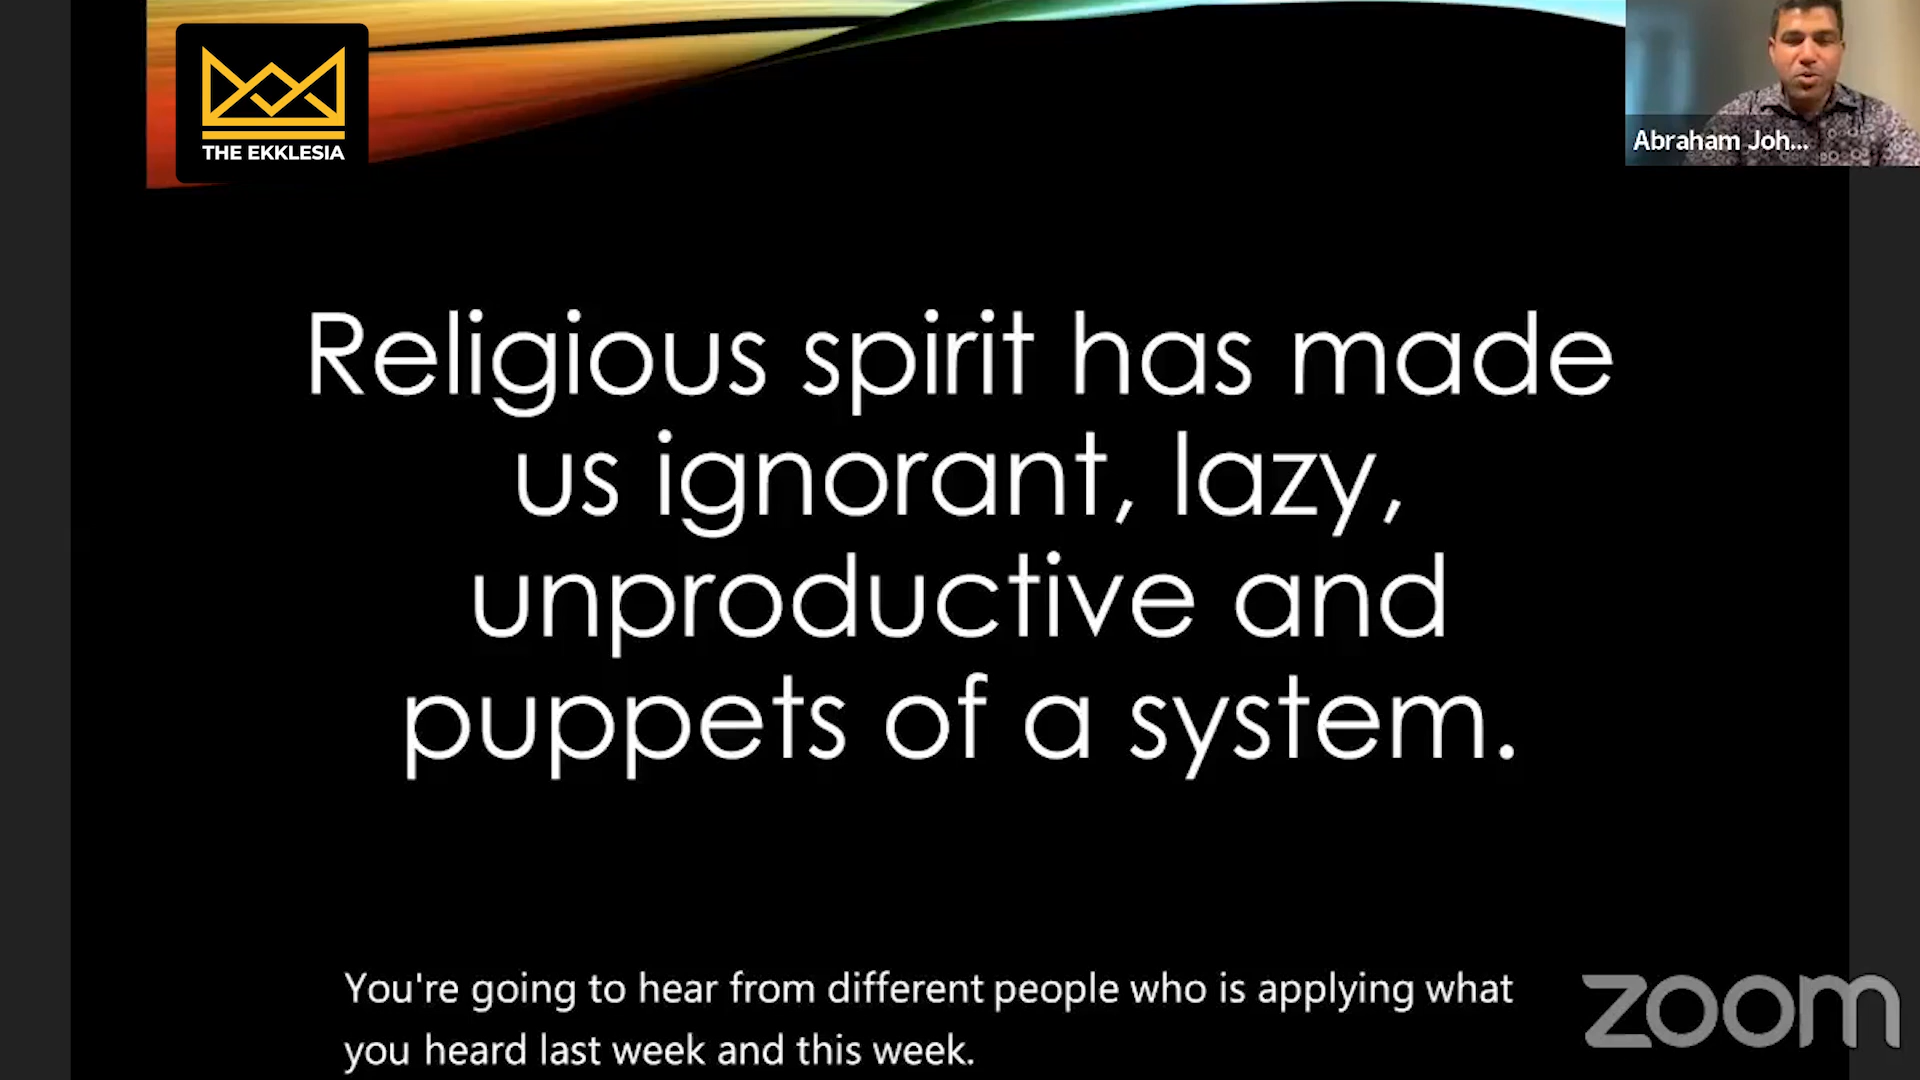 THE EKKLESIA
Abraham Joh...
Religious spirit has made
us ignorant, lazy,
unproductive and
puppets of a system.
You're going to hear from different people who is applying what
you heard last week and this week.
zoom